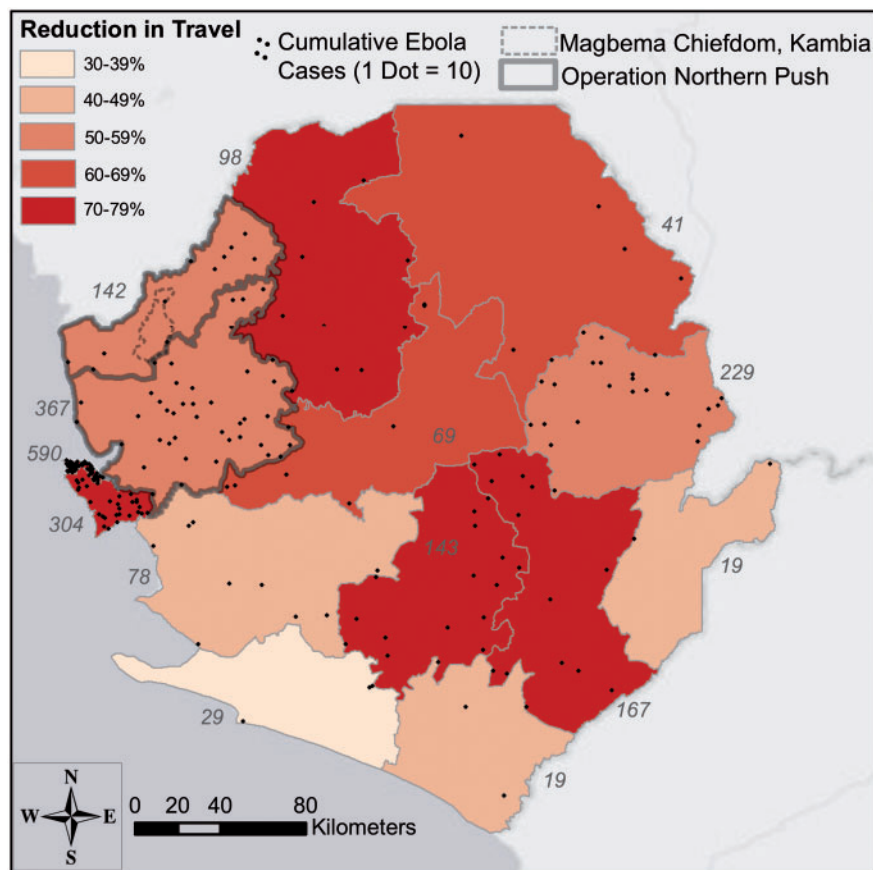 Reduction in Travel
30-39%
40-49%
50-59%
60-69%
70-79%
Cumulative Ebola
Cases (1 Dot = 10)
Magbema Chiefdom, Kambia
Operation Northern Push
98
41
142
229
367
69
590
304
143
19
78
167
29
19
N
W E
S
0 20 40 80
Kilometers